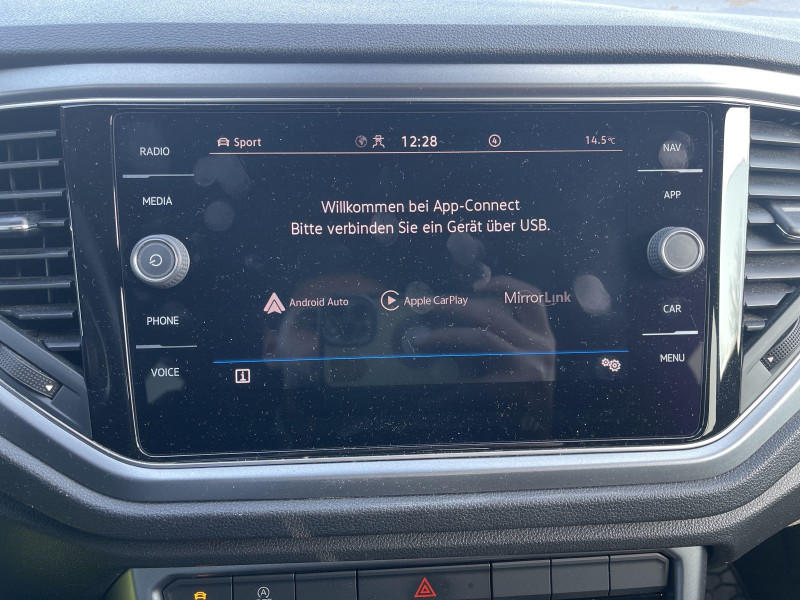 Sport 12:28 4 14.5°C
RADIO
MEDIA
PHONE
VOICE
Willkommen bei App-Connect
Bitte verbinden Sie ein Gerät über USB.
Android Auto Apple CarPlay MirrorLink
i
NAV
APP
CAR
MENU
A